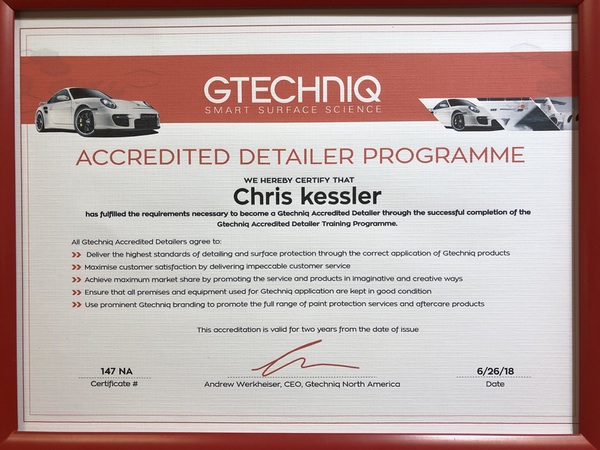 GTECHNIQ
SMART SURFACE SCIENCE
ACCREDITED DETAILER PROGRAMME
WE HEREBY CERTIFY THAT
Chris kessler
has fulfilled the requirements necessary to become a Gtechniq Accredited Detailer through the successful completion of the
Gtechniq Accredited Detailer Training Programme.
All Gtechniq Accredited Detailers agree to:
Deliver the highest standards of detailing and surface protection through the correct application of Gtechniq products
Maximise customer satisfaction by delivering impeccable customer service
Achieve maximum market share by promoting the service and products in imaginative and creative ways
Ensure that all premises and equipment used for Gtechniq application are kept in good condition
Use prominent Gtechniq branding to promote the full range of paint protection services and aftercare products
This accreditation is valid for two years from the date of issue
147 NA
Certificate #
Andrew Werkheiser, CEO, Gtechniq North America
6/26/18
Date